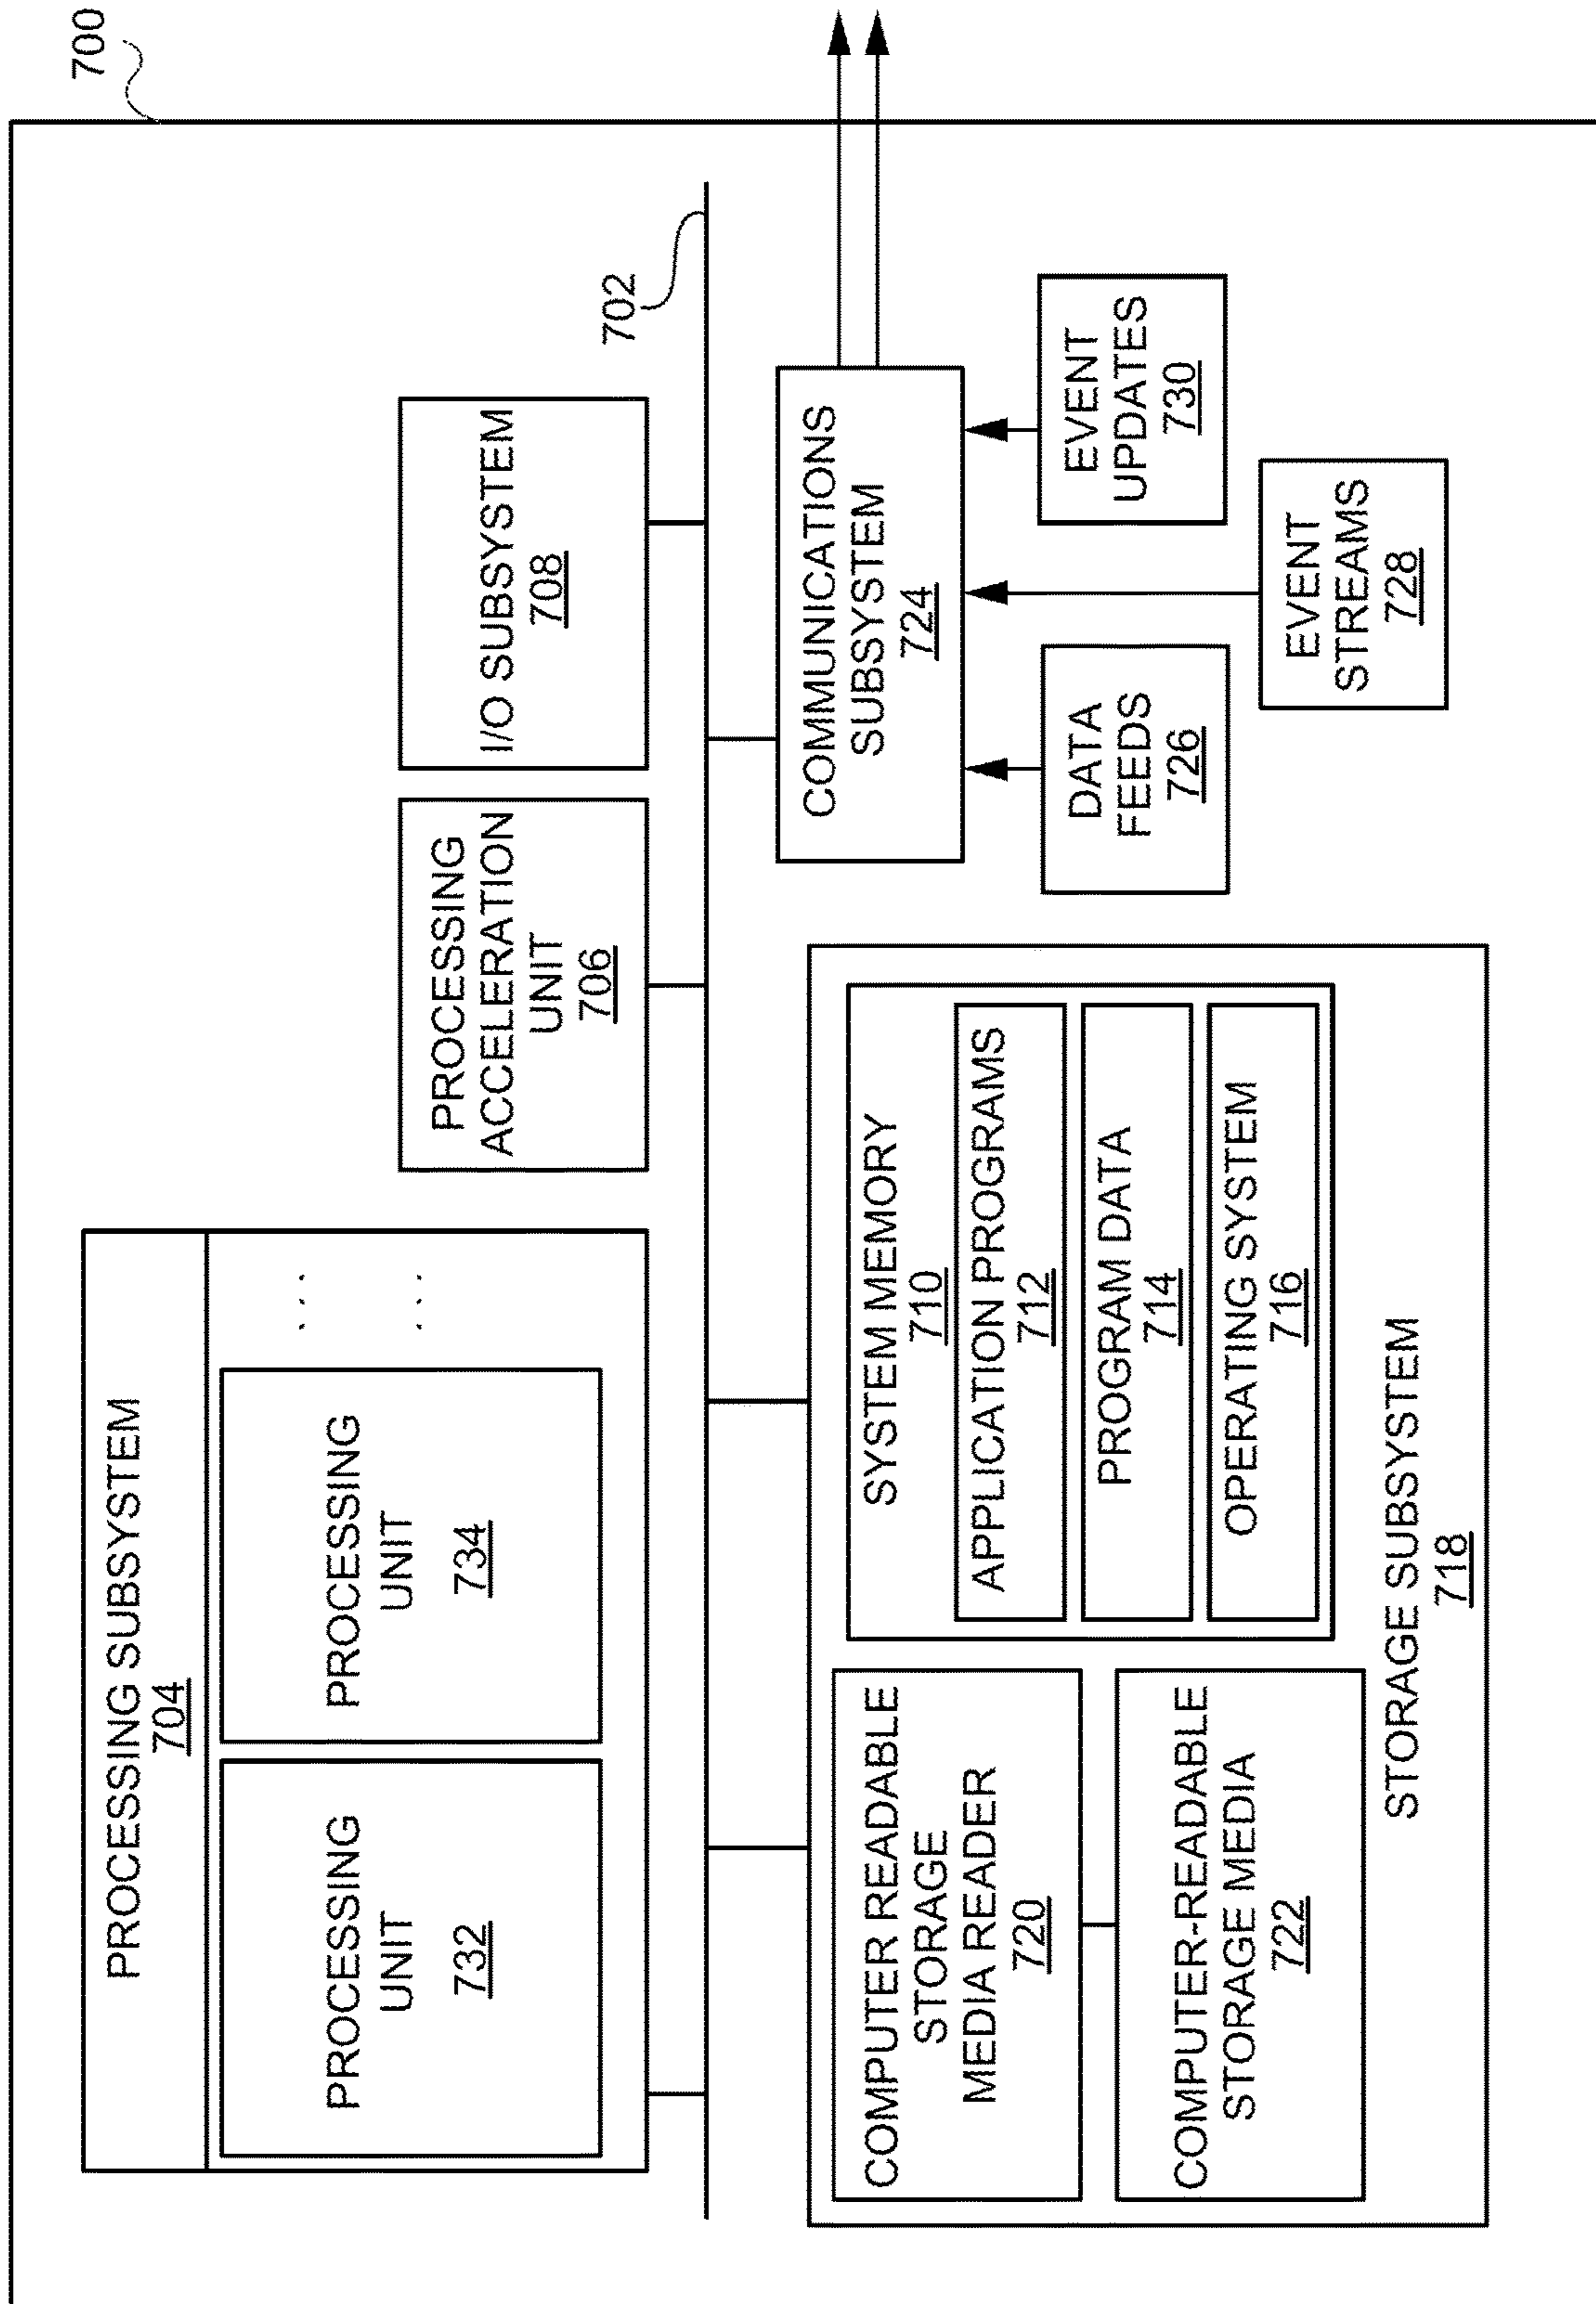 700
PROCESSING SUBSYSTEM
704
PROCESSING
UNIT
732
PROCESSING
UNIT
734
PROCESSING
ACCELERATION
UNIT
706
I/O SUBSYSTEM
708
702
COMPUTER READABLE
STORAGE
MEDIA READER
720
COMPUTER-READABLE
STORAGE MEDIA
722
SYSTEM MEMORY
710
APPLICATION PROGRAMS
712
PROGRAM DATA
714
OPERATING SYSTEM
716
STORAGE SUBSYSTEM
718
COMMUNICATIONS
SUBSYSTEM
724
DATA
FEEDS
726
EVENT
STREAMS
728
EVENT
UPDATES
730